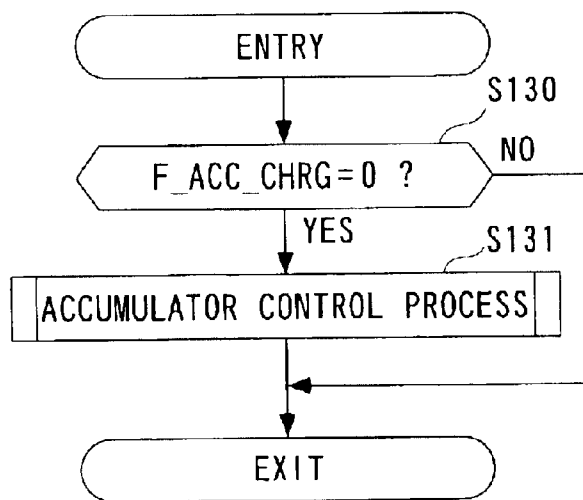 ENTRY
S130
F_ACC_CHRG=0 ?
NO
YES
S131
ACCUMULATOR CONTROL PROCESS
EXIT